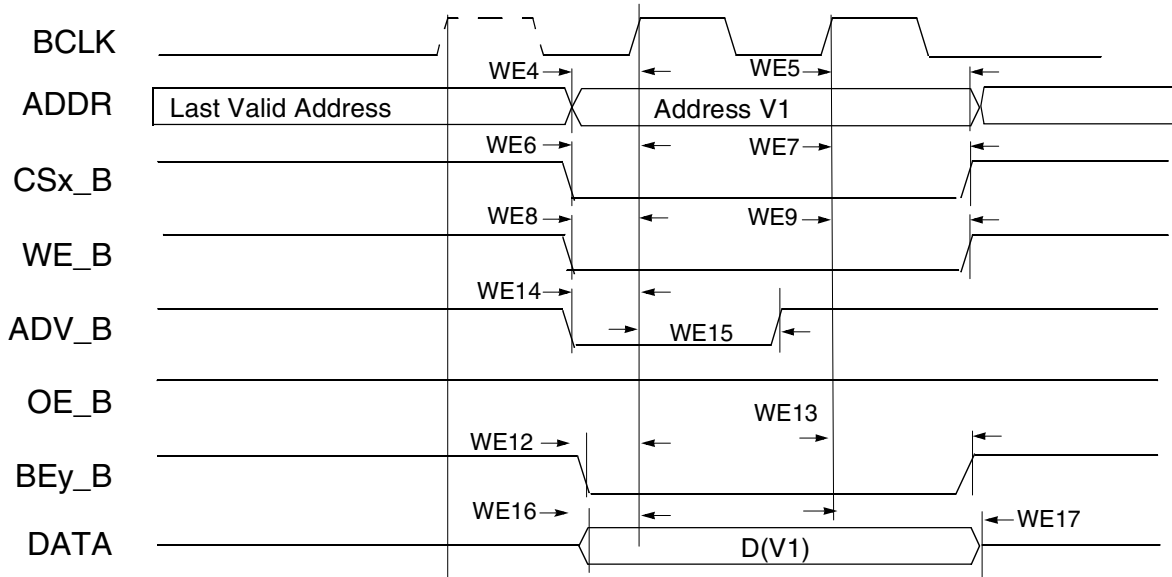 BCLK
WE4 WE5
ADDR Last Valid Address Address V1
WE6 WE7
CSx_B
WE8 WE9
WE_B
WE14
ADV_B WE15
OE_B
WE13
WE12
BEy_B
WE16 WE17
DATA D(V1)